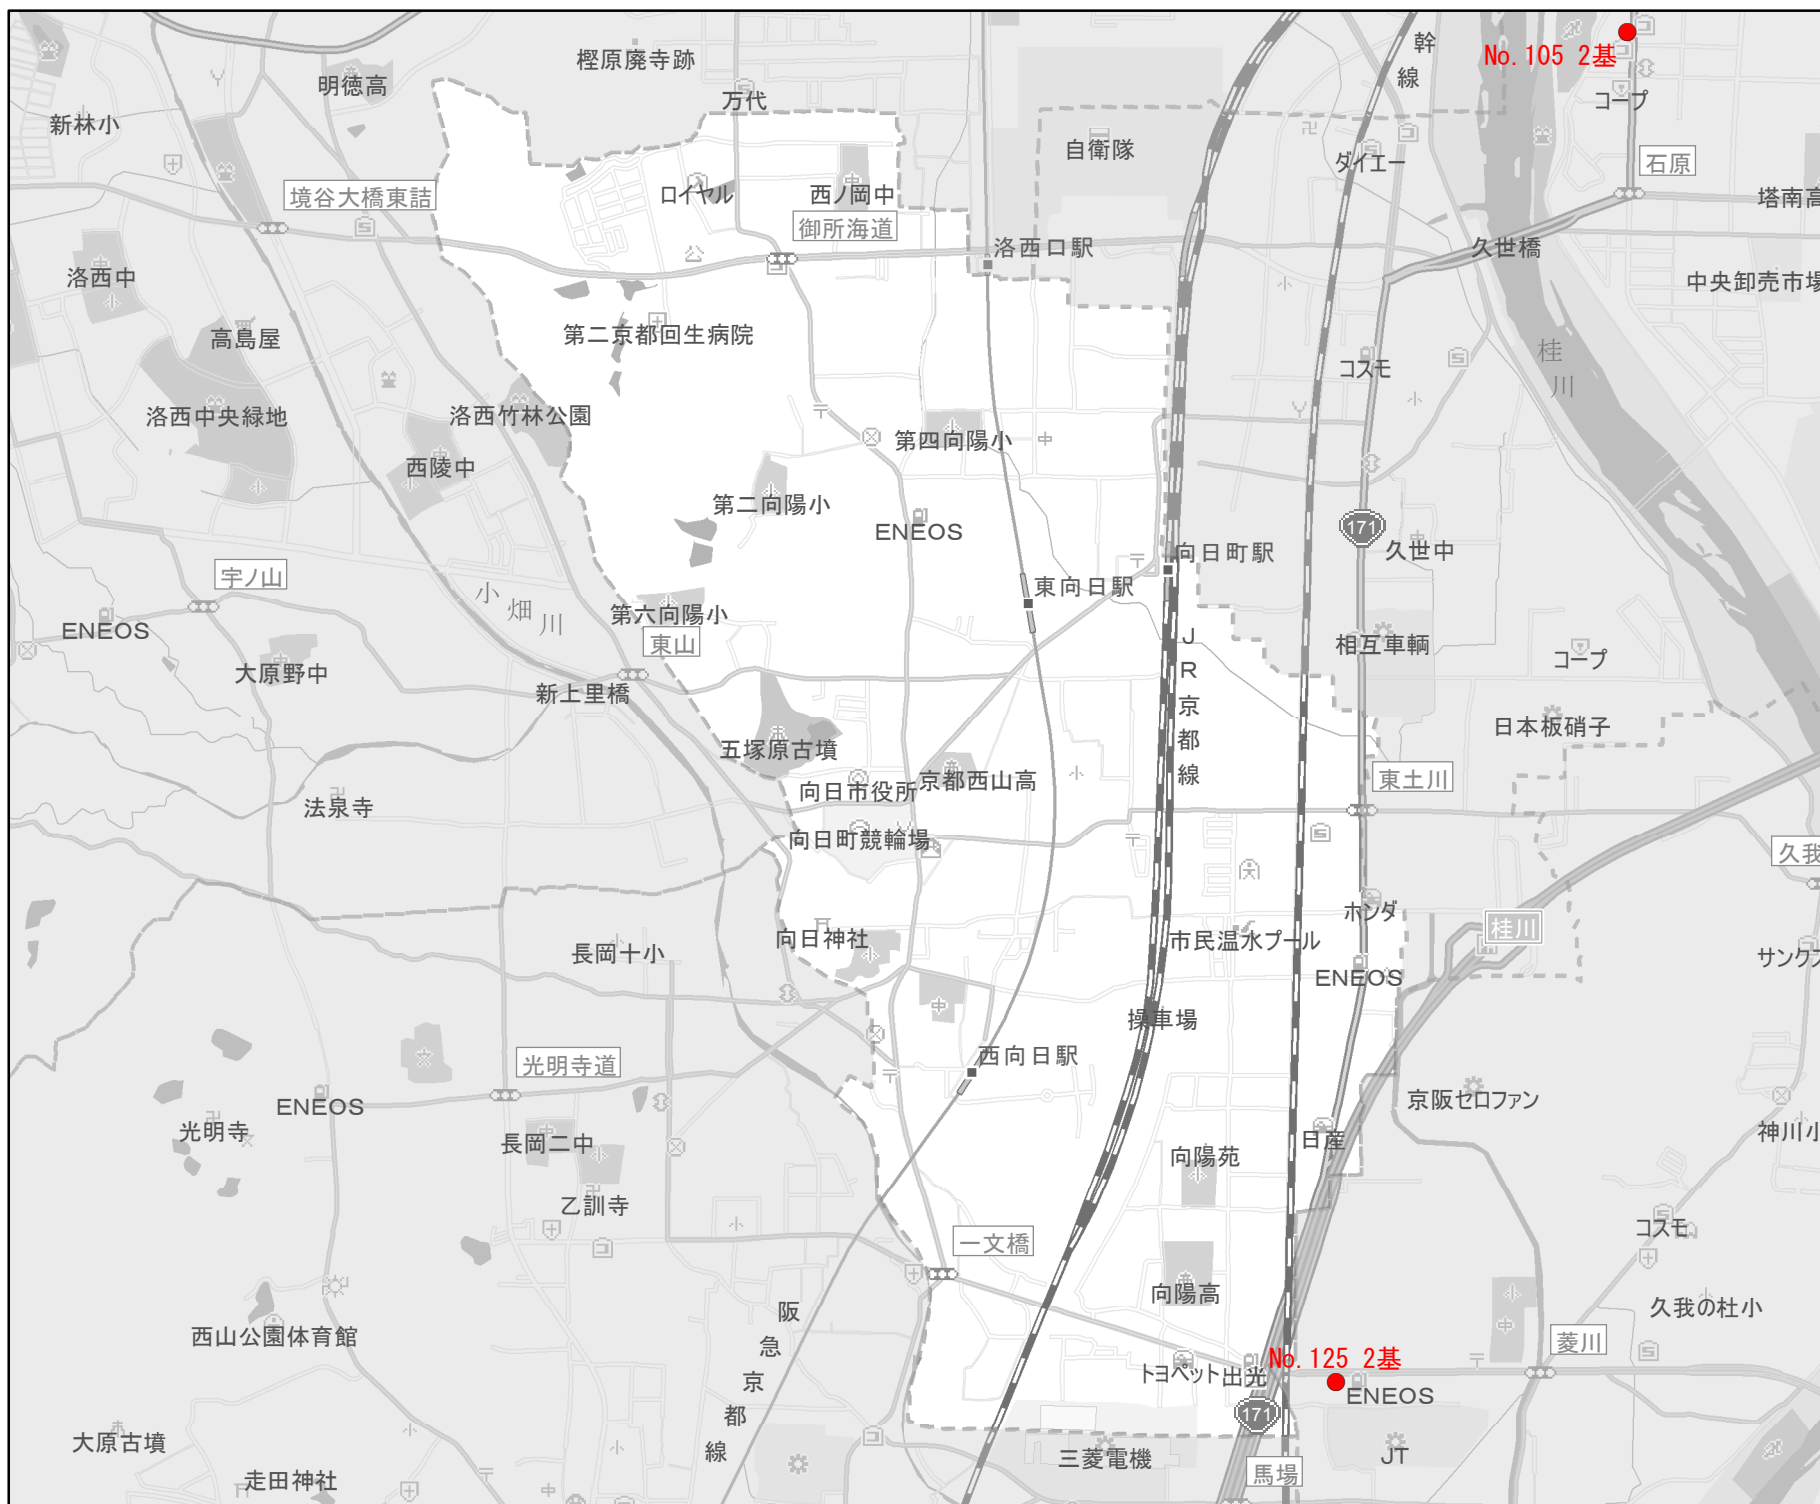 No.105 2基
幹線
樫原廃寺跡
明徳高
万代
コープ
新林小
自衛隊
ダイエー
石原
境谷大橋東詰
ロイヤル
西ノ岡中
塔南高
御所海道
洛西口駅
久世橋
洛西中
中央卸売市場
高島屋
第二京都回生病院
桂川
コスモ
洛西中央緑地
洛西竹林公園
第四向陽小
西陵中
第二向陽小
ENEOS
171
久世中
向日町駅
宇ノ山
東向日駅
小畑川
第六向陽小
ENEOS
東山
相互車輌
コープ
大原野中
新上里橋
JR京都線
日本板硝子
五塚原古墳
京都西山高
東土川
向日市役所
法泉寺
向日町競輪場
久我
ホンダ
桂川
向日神社
市民温水プール
長岡十小
サンクス
ENEOS
操車場
西向日駅
光明寺道
京阪セロファン
ENEOS
光明寺
長岡二中
日産
神川小
向陽苑
乙訓寺
コスモ
一文橋
向陽高
久我の杜小
西山公園体育館
阪急京都線
菱川
No.125 2基
トヨペット
出光
ENEOS
171
大原古墳
三菱電機
JT
馬場
走田神社